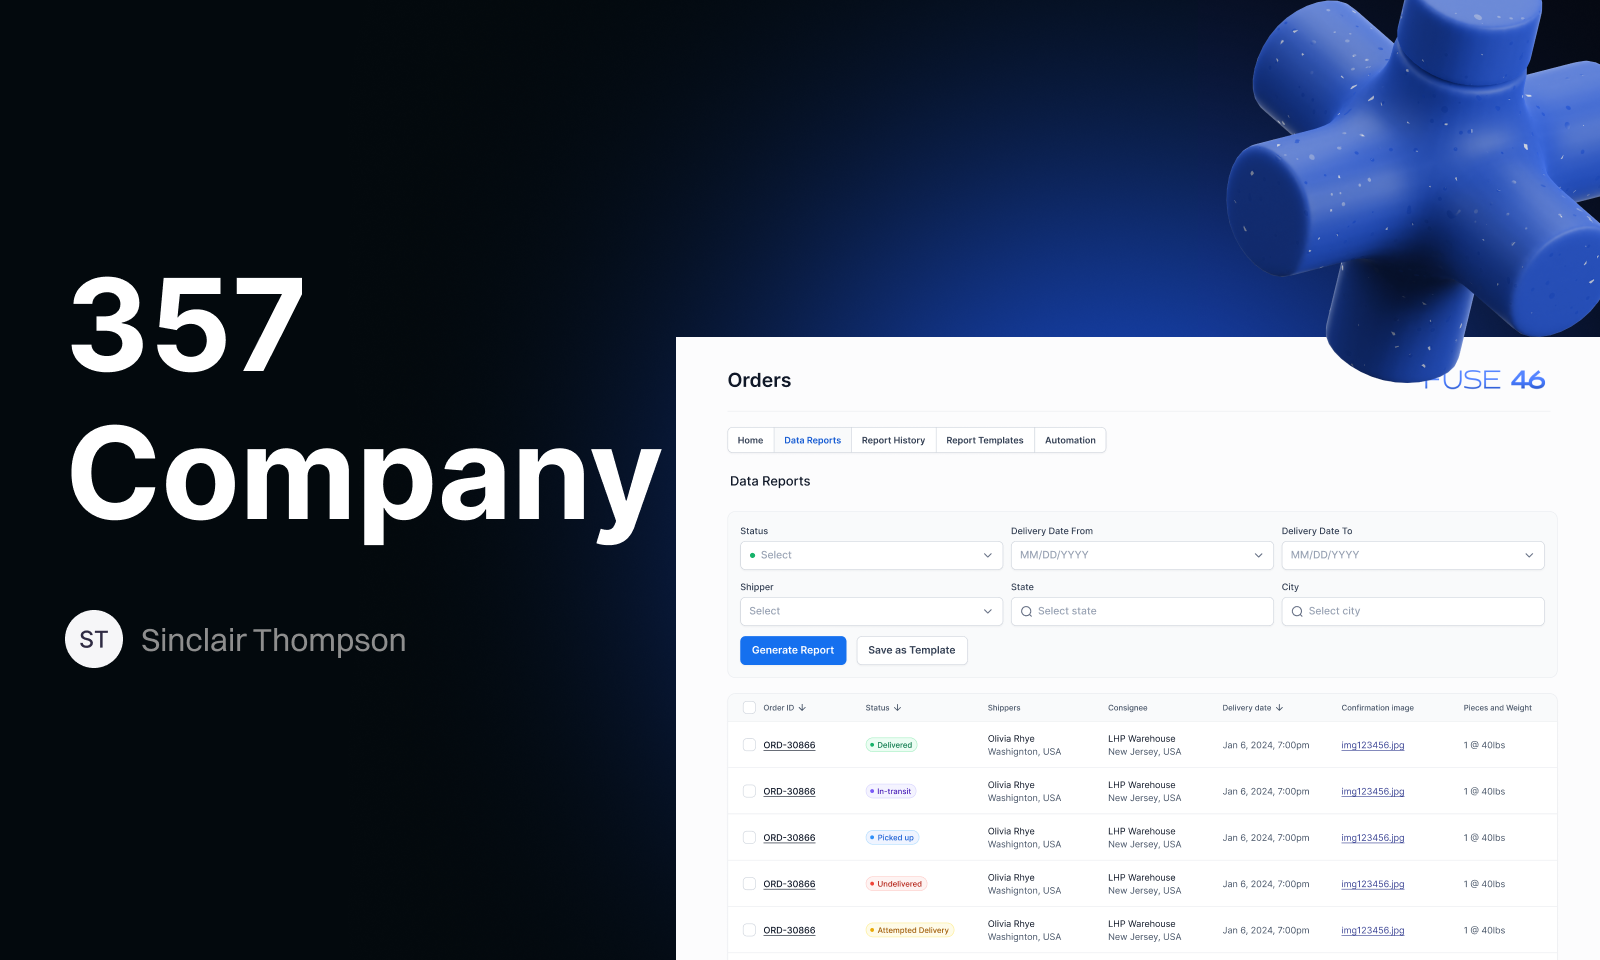 357
Company
ST
Sinclair Thompson
Orders
FUSE 46
Home Data Reports Report History Report Templates Automation
Data Reports
Status Delivery Date From Delivery Date To
Select MM/DD/YYYY MM/DD/YYYY
Shipper State City
Select Select state Select city
Generate Report Save as Template
Order ID Status Shippers Consignee Delivery date Confirmation image Pieces and Weight
ORD-30866 Delivered Olivia Rhye LHP Warehouse Jan 6, 2024, 7:00pm img123456.jpg 1 @ 40lbs
Washignton, USA New Jersey, USA
ORD-30866 In-transit Olivia Rhye LHP Warehouse Jan 6, 2024, 7:00pm img123456.jpg 1 @ 40lbs
Washignton, USA New Jersey, USA
ORD-30866 Picked up Olivia Rhye LHP Warehouse Jan 6, 2024, 7:00pm img123456.jpg 1 @ 40lbs
Washignton, USA New Jersey, USA
ORD-30866 Undelivered Olivia Rhye LHP Warehouse Jan 6, 2024, 7:00pm img123456.jpg 1 @ 40lbs
Washignton, USA New Jersey, USA
ORD-30866 Attempted Delivery Olivia Rhye LHP Warehouse Jan 6, 2024, 7:00pm img123456.jpg 1 @ 40lbs
Washignton, USA New Jersey, USA